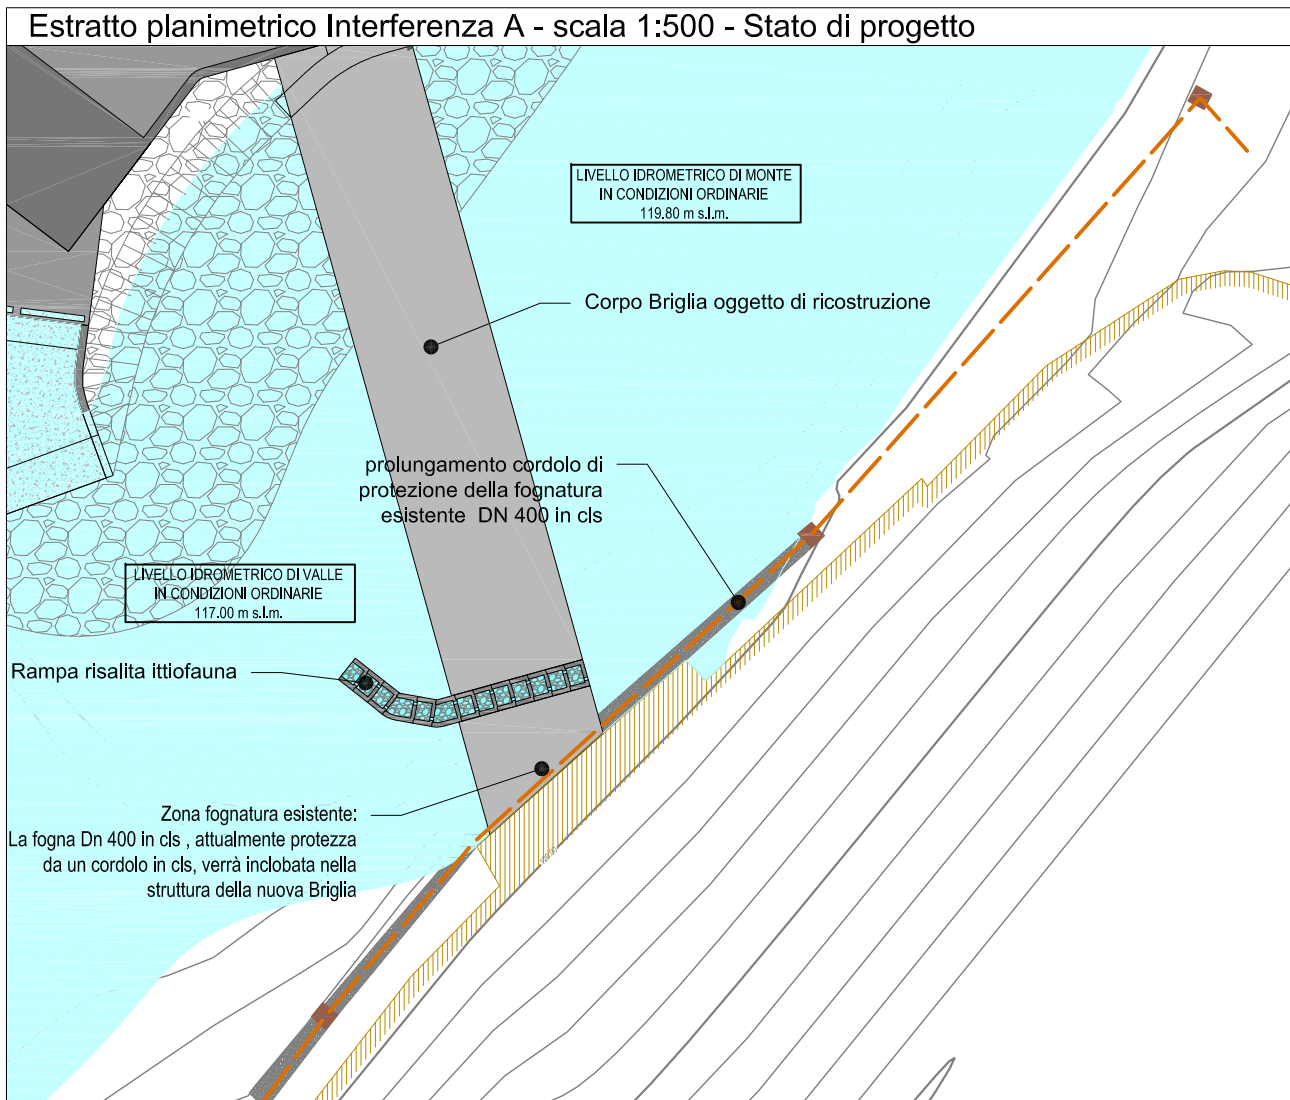 Estratto planimetrico Interferenza A - scala 1:500 - Stato di progetto
LIVELLO IDROMETRICO DI MONTE
IN CONDIZIONI ORDINARIE
119.80 m s.l.m.
Corpo Briglia oggetto di ricostruzione
prolungamento cordolo di
protezione della fognatura
esistente DN 400 in cls
LIVELLO IDROMETRICO DI VALLE
IN CONDIZIONI ORDINARIE
117.00 m s.l.m.
Rampa risalita ittiofauna
Zona fognatura esistente:
La fogna Dn 400 in cls , attualmente protezza
da un cordolo in cls, verrà inclobata nella
struttura della nuova Briglia
120.00